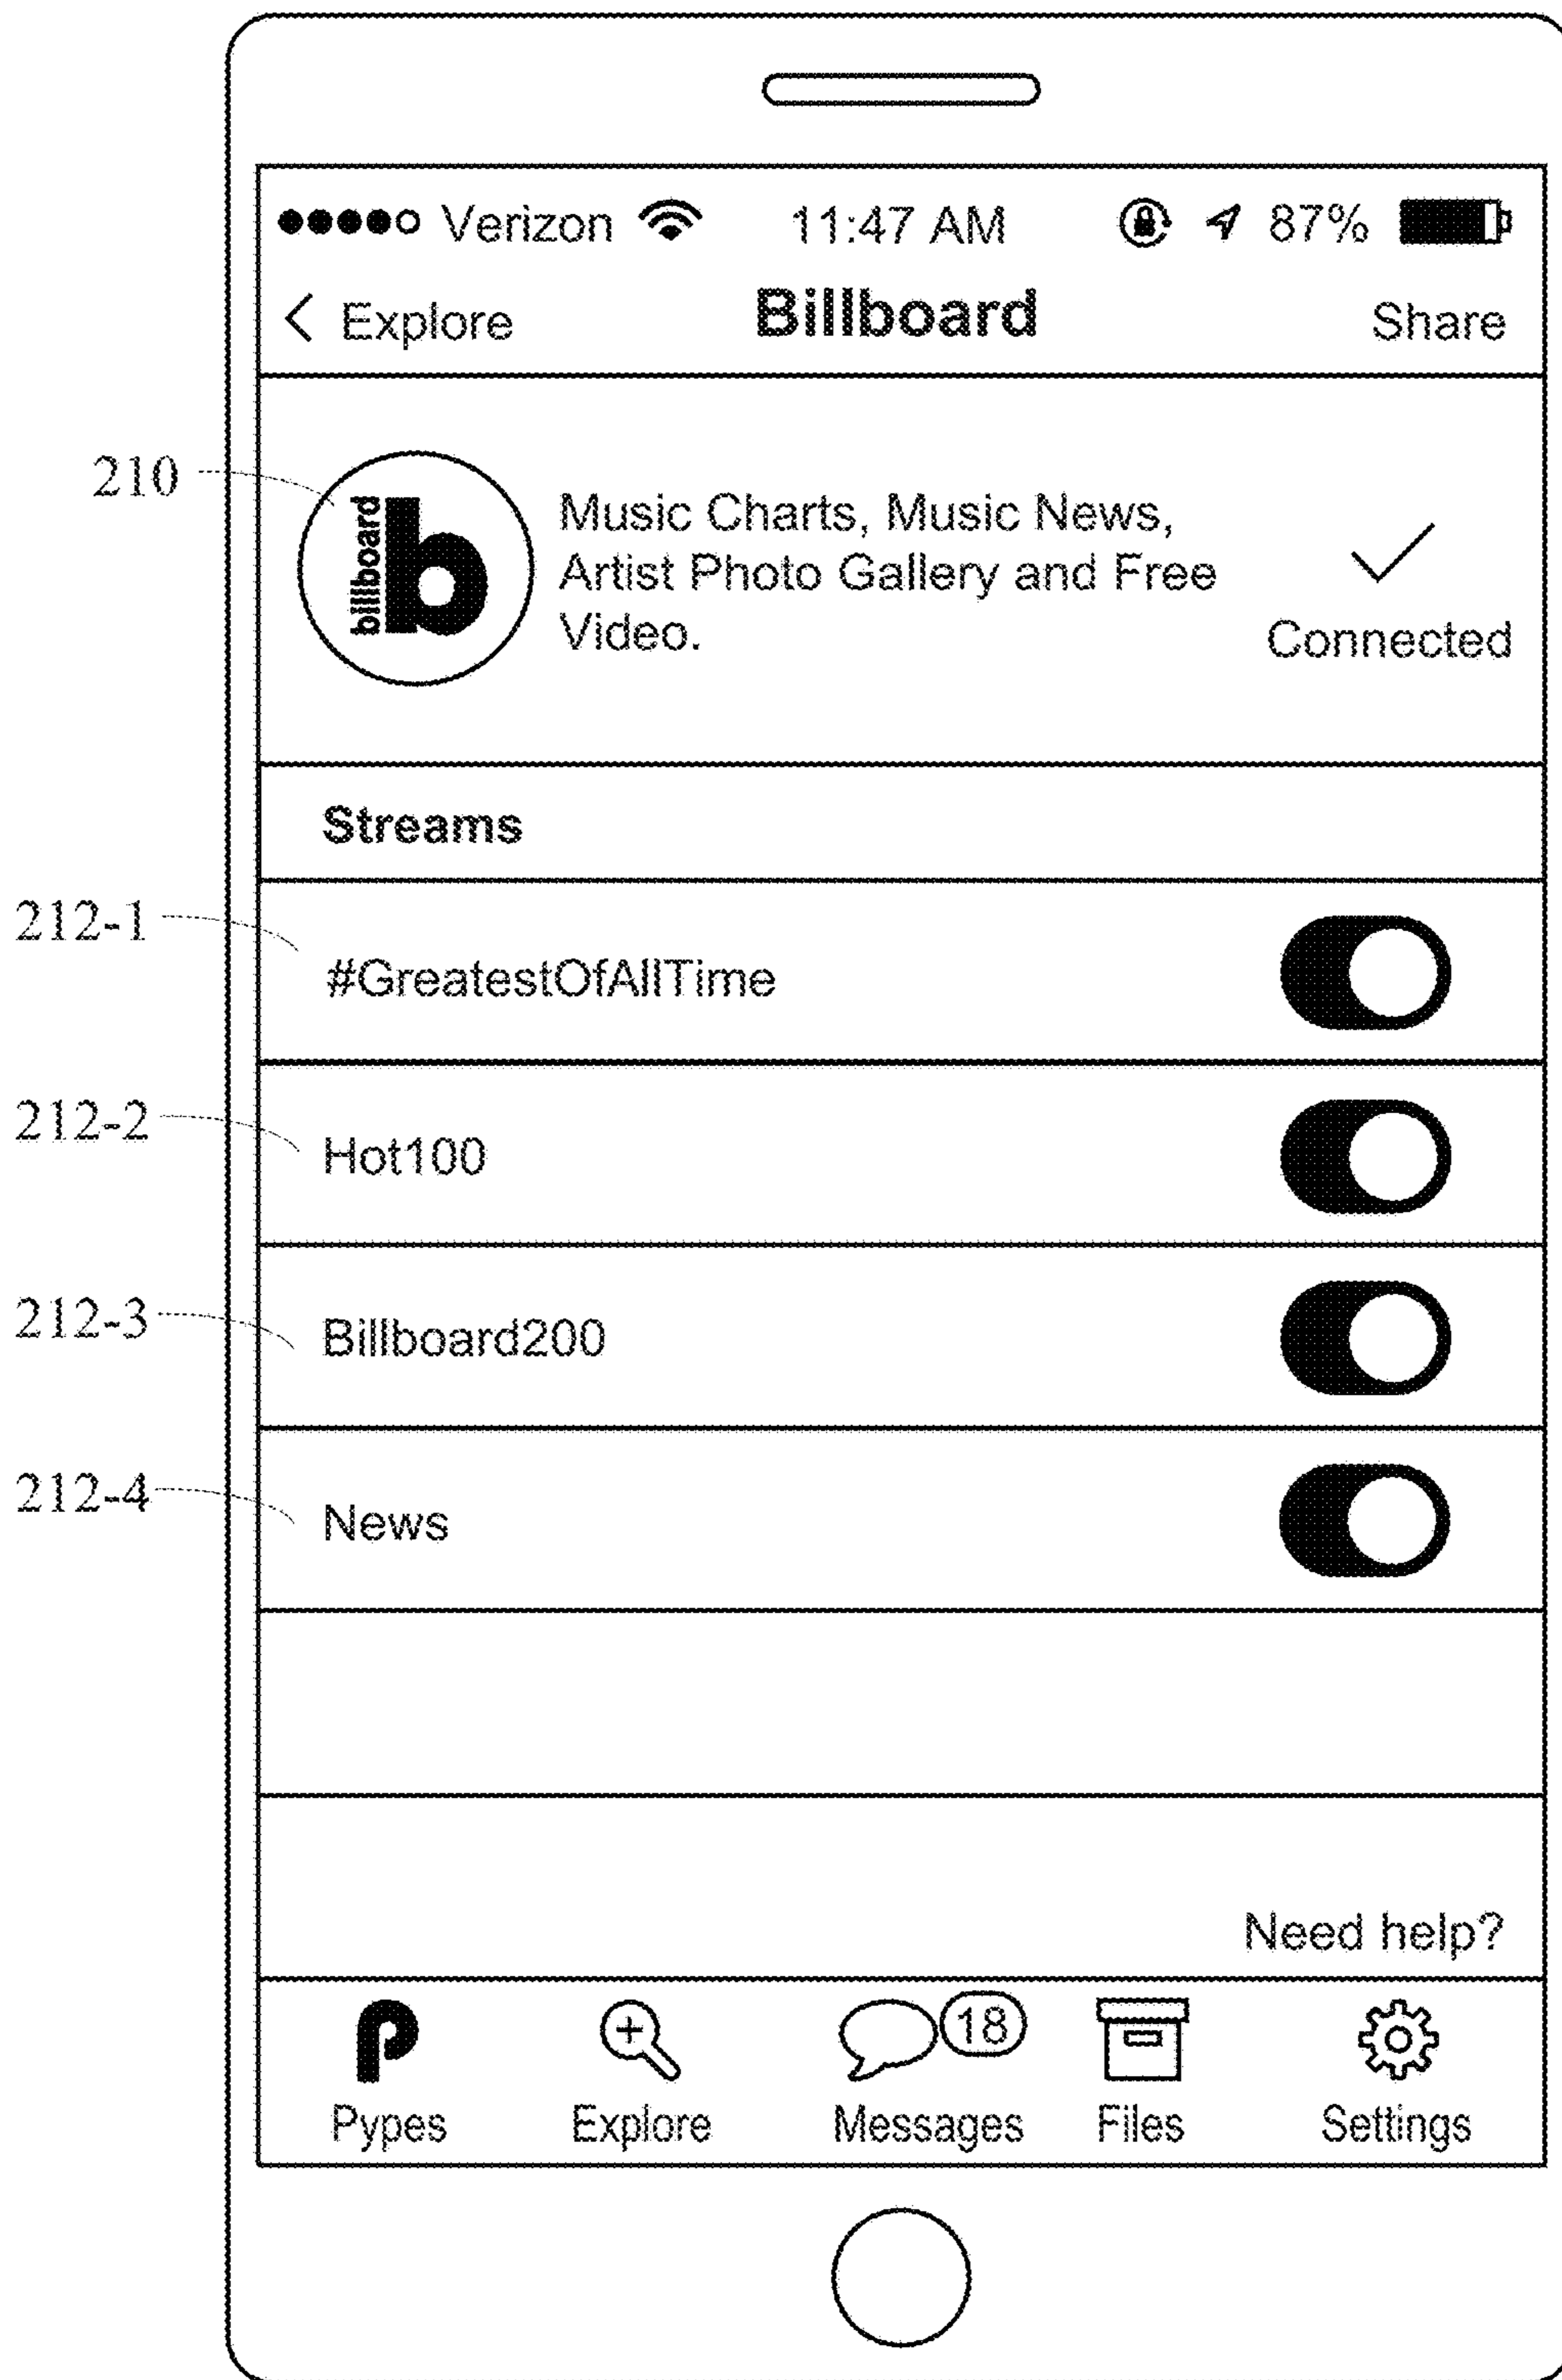 Verizon 11:47 AM 87%
< Explore Billboard Share
210
billboard
b
Music Charts, Music News,
Artist Photo Gallery and Free
Video.
Connected
Streams
212-1
#GreatestOfAllTime
212-2
Hot100
212-3
Billboard200
212-4
News
Need help?
18
Pypes Explore Messages Files Settings